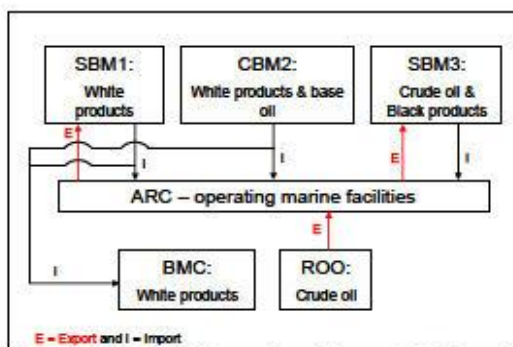 SBM1:
White
products
CBM2:
White products & base
oil
SBM3:
Crude oil &
Black products
E
I
I
E
I
ARC – operating marine facilities
E
I
BMC:
White products
ROO:
Crude oil
E = Export and I = Import